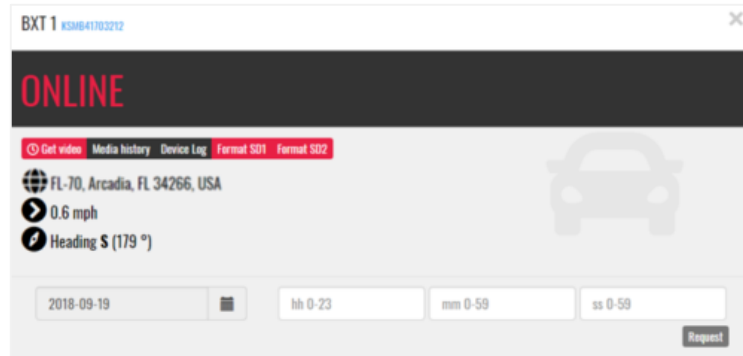 BXT 1 KSMB41703212
ONLINE
Get video Media history Device Log Format SD1 Format SD2
FL-70, Arcadia, FL 34266, USA
0.6 mph
Heading S (179 °)
2018-09-19 hh 0-23 mm 0-59 ss 0-59
Request